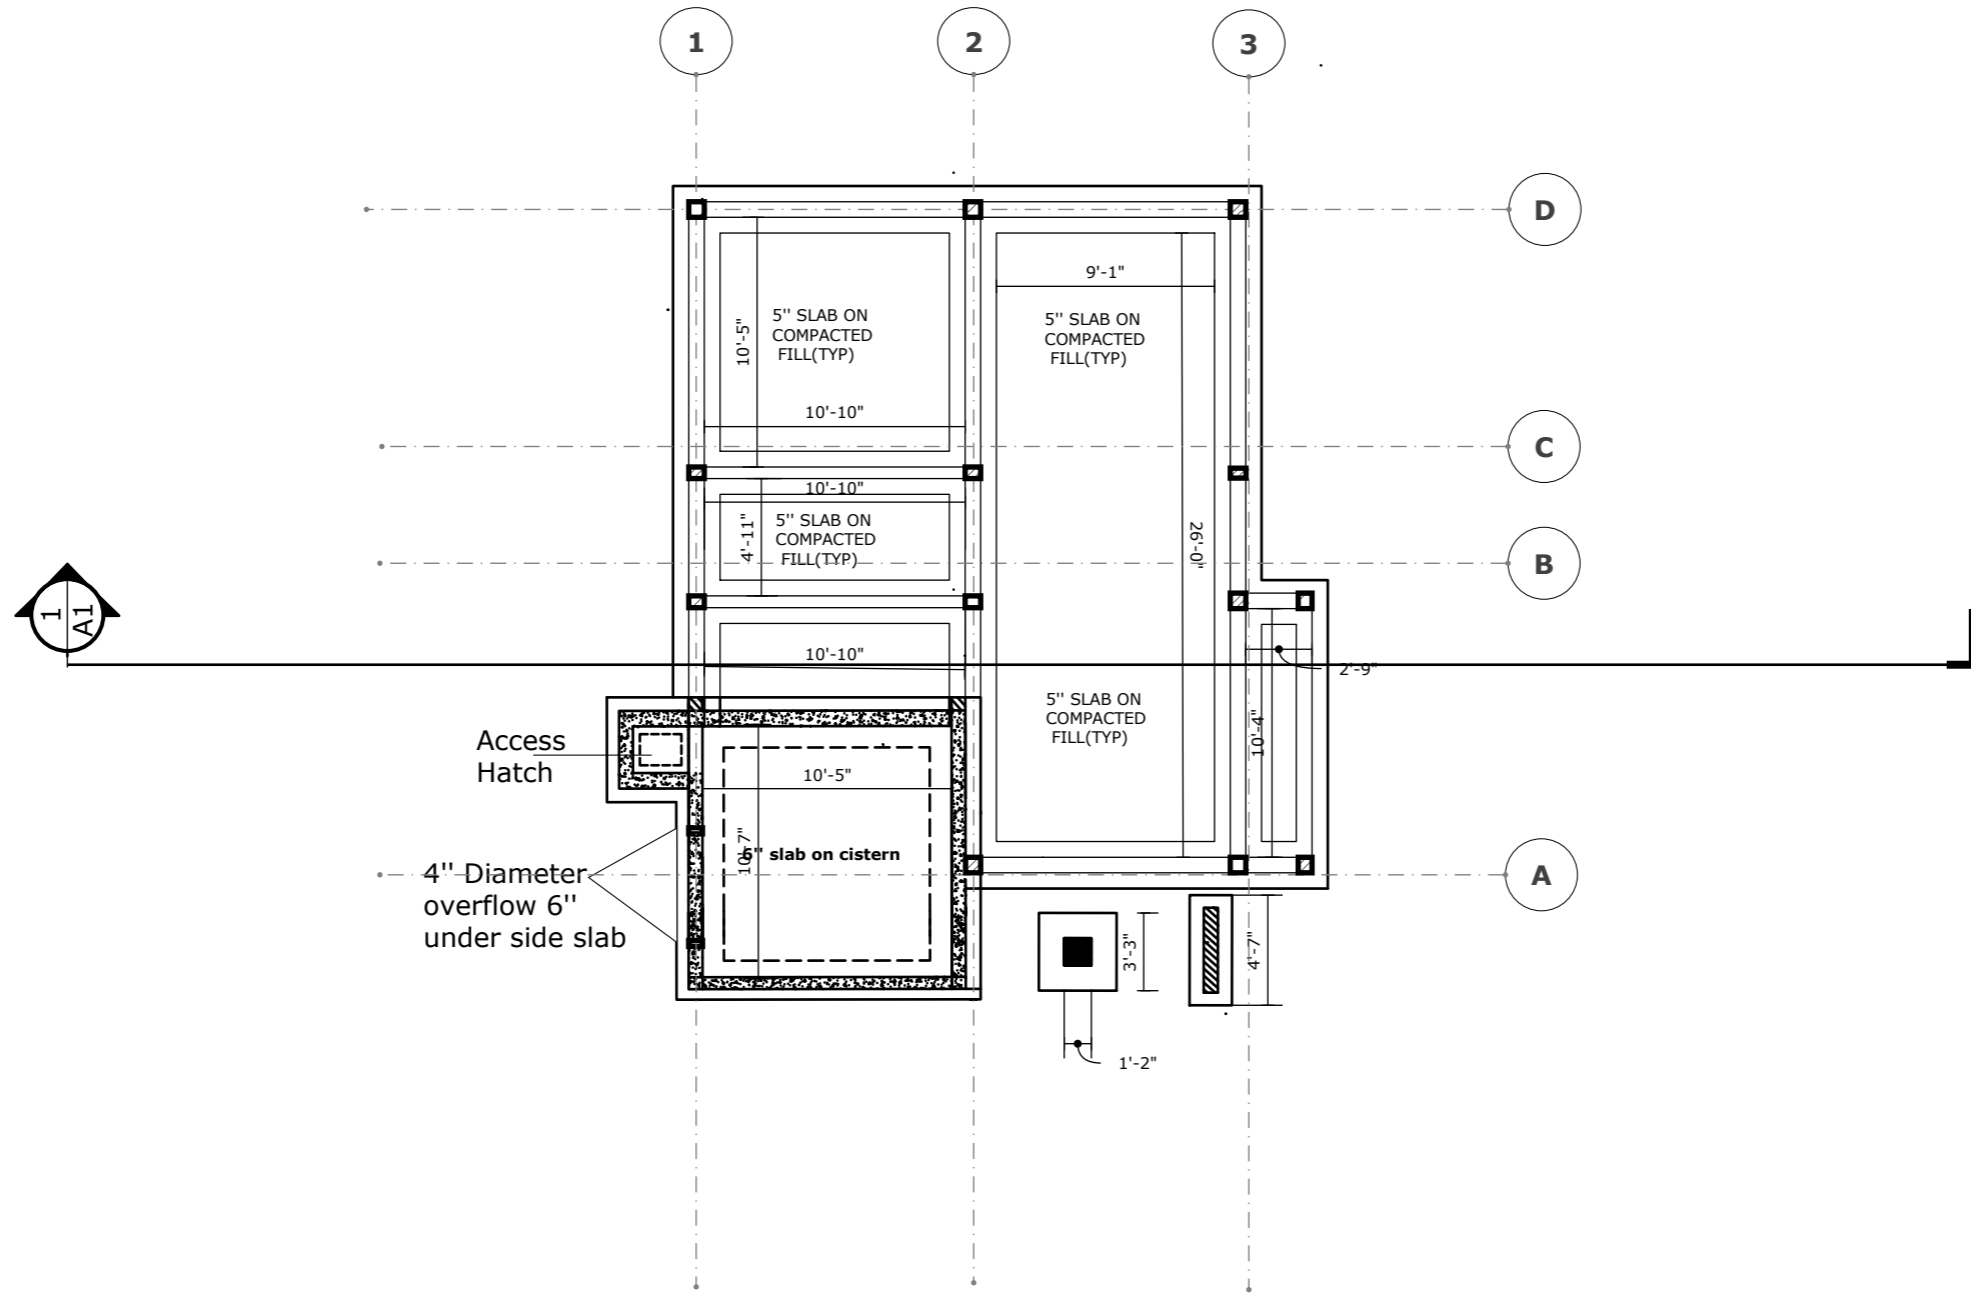 1
2
3
D
9'-1"
5'' SLAB ON
COMPACTED
FILL(TYP)
5'' SLAB ON
COMPACTED
FILL(TYP)
10'-5"
10'-10"
C
10'-10"
5'' SLAB ON
COMPACTED
FILL(TYP)
4'-11"
26'-0"
B
1
A1
10'-10"
2'-9"
5'' SLAB ON
COMPACTED
FILL(TYP)
10'-4"
Access
Hatch
10'-5"
10'-7"
6'' slab on cistern
4'' Diameter
overflow 6''
under side slab
A
3'-3"
4'-7"
1'-2"